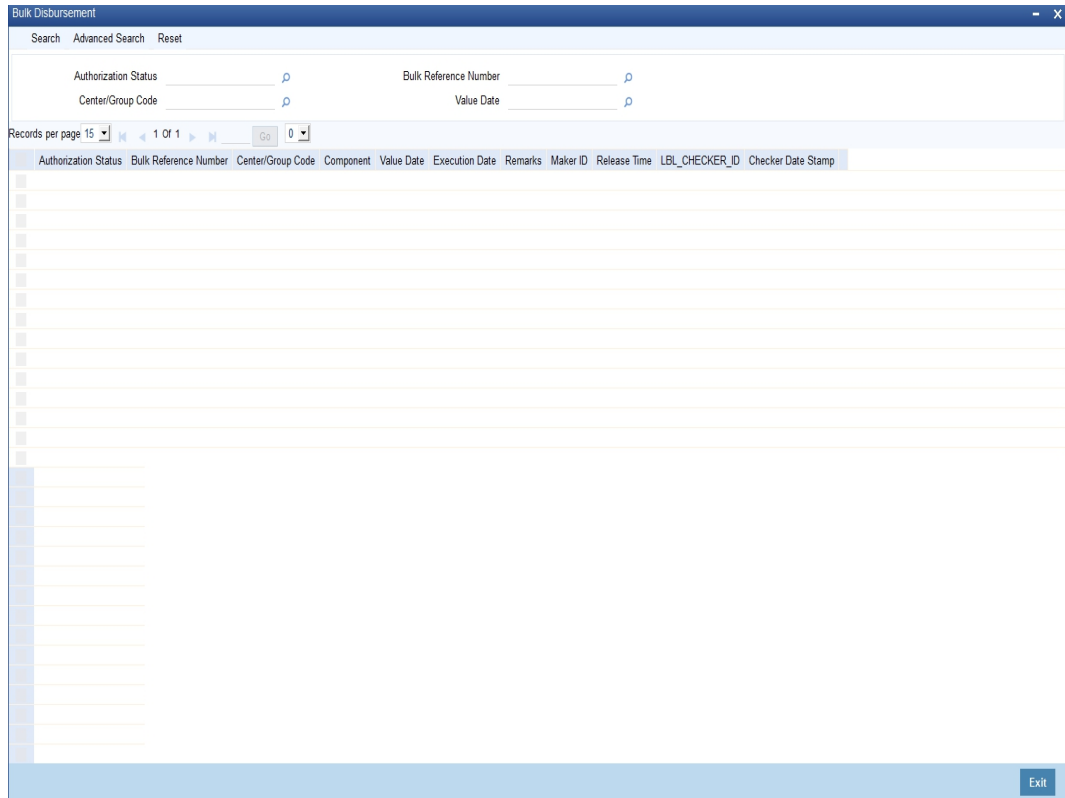 Bulk Disbursement - X
Search Advanced Search Reset
Authorization Status Bulk Reference Number
Center/Group Code Value Date
Records per page 15 1 Of 1 Go 0
Authorization Status Bulk Reference Number Center/Group Code Component Value Date Execution Date Remarks Maker ID Release Time LBL_CHECKER_ID Checker Date Stamp
Exit